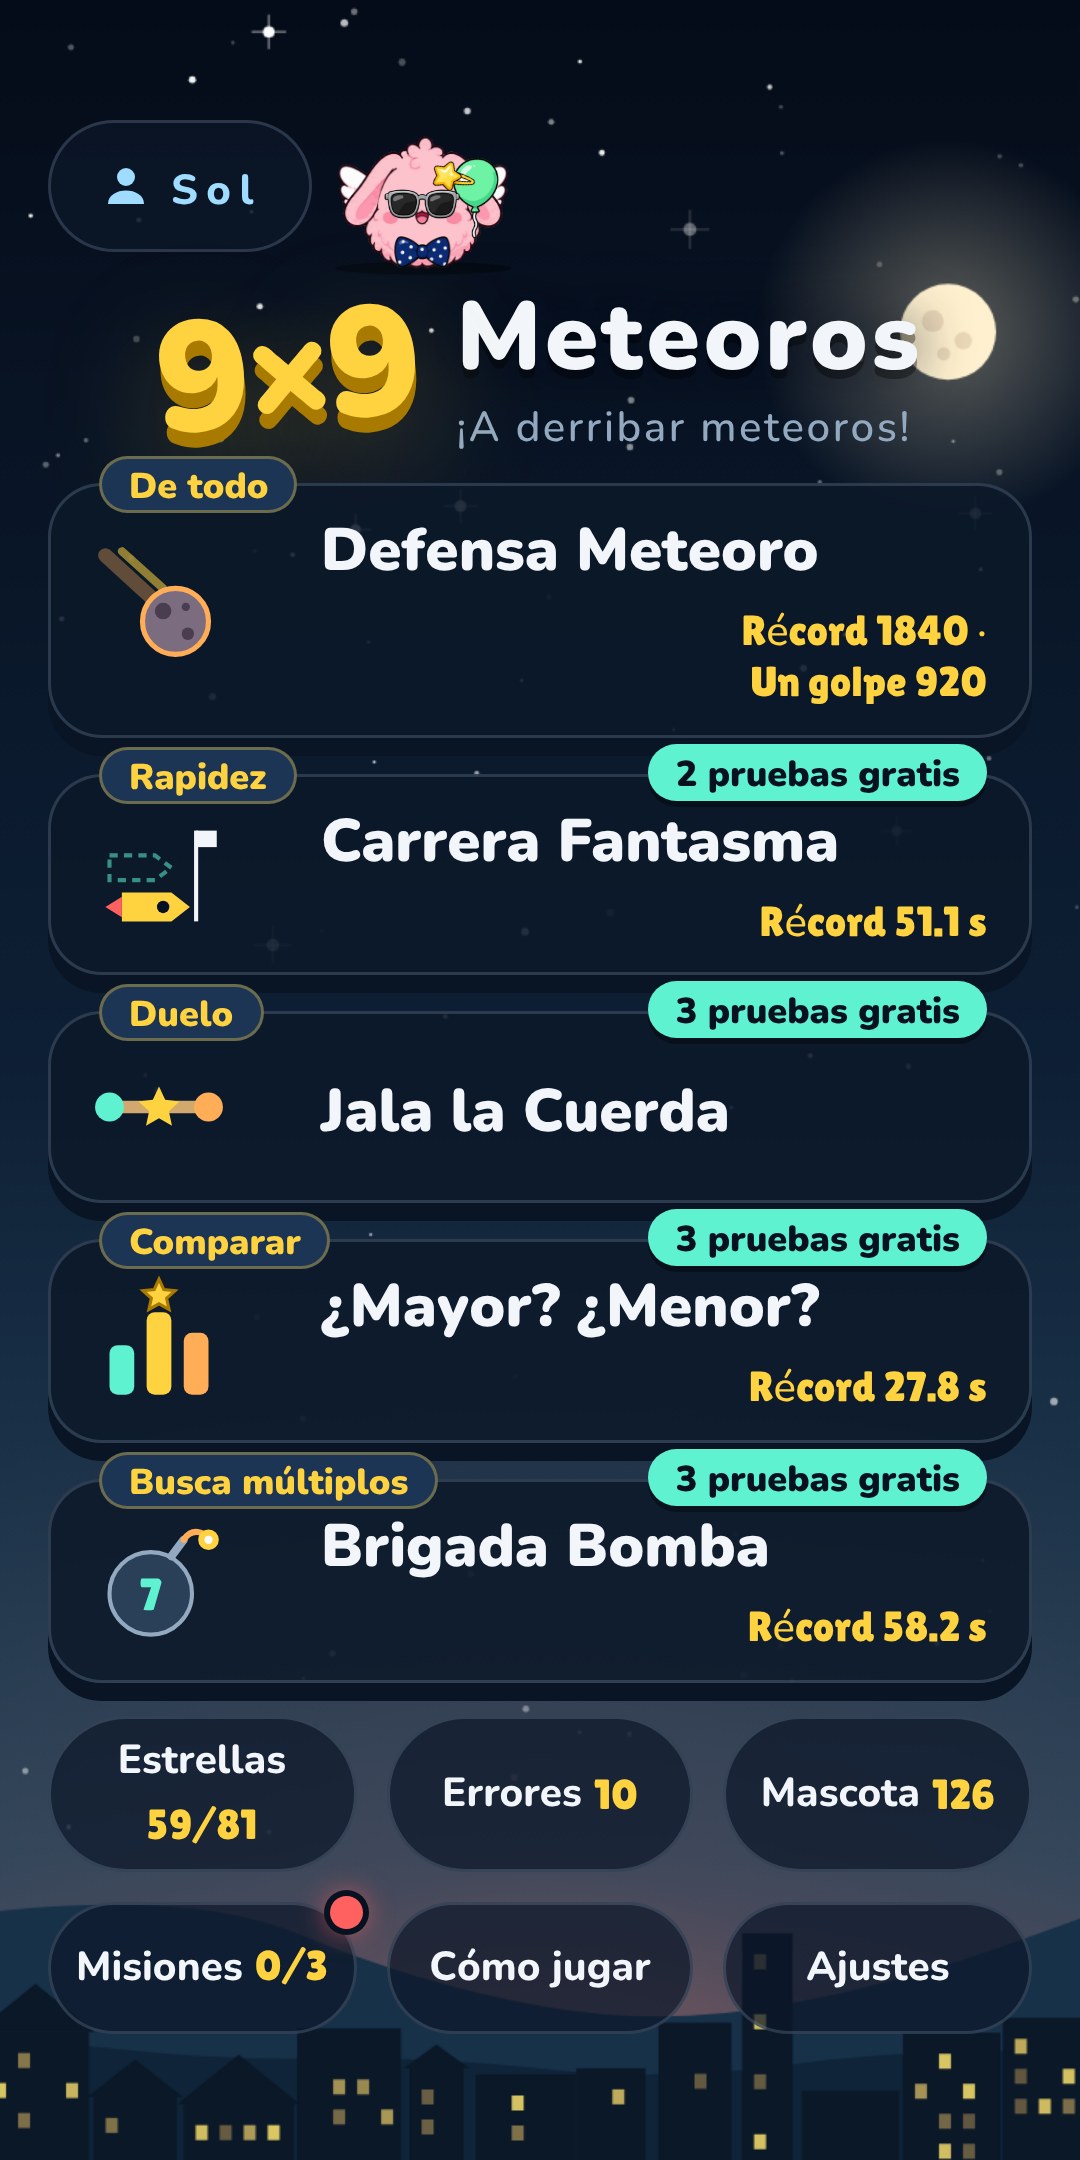 Sol
9×9
Meteoros
¡A derribar meteoros!
De todo
Defensa Meteoro
Récord 1840 ·
Un golpe 920
Rapidez
2 pruebas gratis
Carrera Fantasma
Récord 51.1 s
Duelo
3 pruebas gratis
Jala la Cuerda
Comparar
3 pruebas gratis
¿Mayor? ¿Menor?
Récord 27.8 s
Busca múltiplos
3 pruebas gratis
7
Brigada Bomba
Récord 58.2 s
Estrellas
59/81
Errores 10
Mascota 126
Misiones 0/3
Cómo jugar
Ajustes